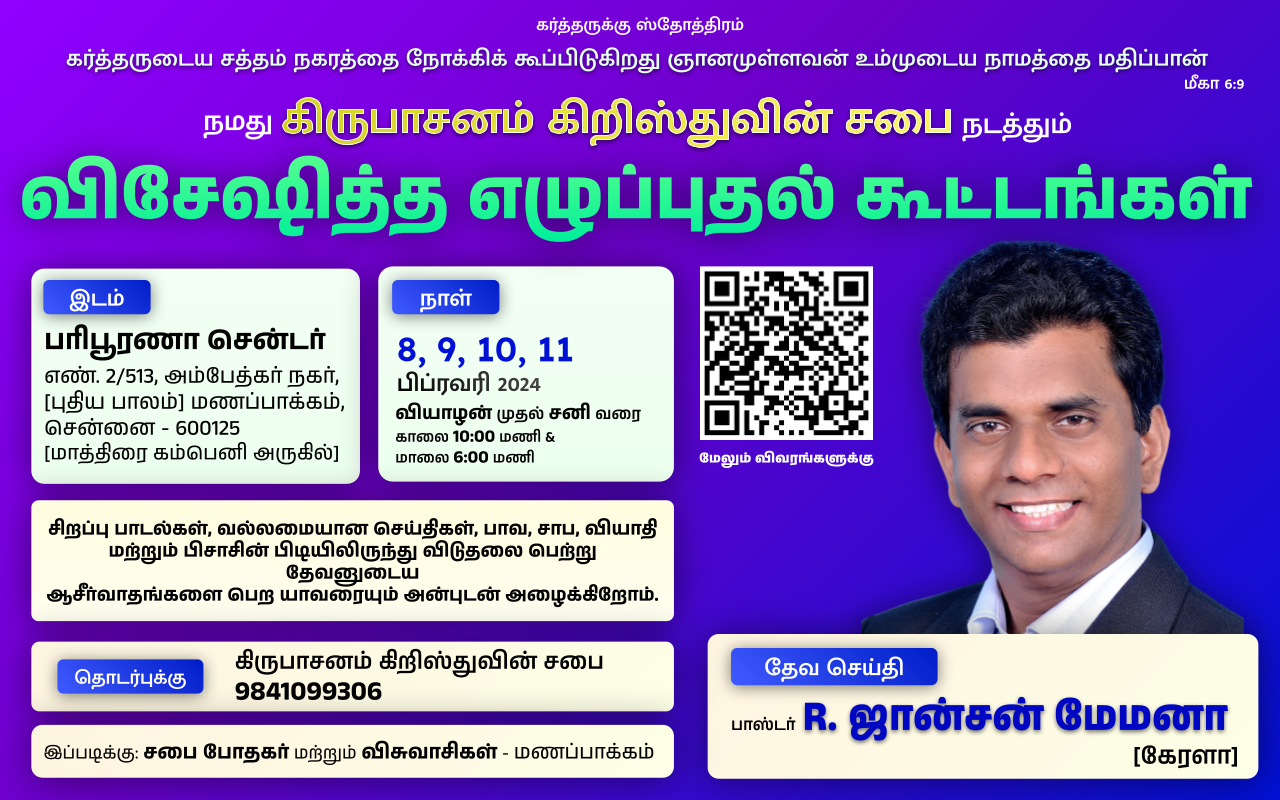 கர்த்தருக்கு ஸ்தோத்திரம்
கர்த்தருடைய சத்தம் நகரத்தை நோக்கிக் கூப்பிடுகிறது ஞானமுள்ளவன் உம்முடைய நாமத்தை மதிப்பான்
மீகா 6:9
நமது கிருபாசனம் கிறிஸ்துவின் சபை நடத்தும்
விசேஷித்த எழுப்புதல் கூட்டங்கள்
இடம்
பரிபூரணா சென்டர்
எண். 2/513, அம்பேத்கர் நகர்,
[புதிய பாலம்] மணப்பாக்கம்,
சென்னை - 600125
[மாத்திரை கம்பெனி அருகில்]
நாள்
8, 9, 10, 11
பிப்ரவரி 2024
வியாழன் முதல் சனி வரை
காலை 10:00 மணி &
மாலை 6:00 மணி
மேலும் விவரங்களுக்கு
சிறப்பு பாடல்கள், வல்லமையான செய்திகள், பாவ, சாப, வியாதி
மற்றும் பிசாசின் பிடியிலிருந்து விடுதலை பெற்று
தேவனுடைய
ஆசீர்வாதங்களை பெற யாவரையும் அன்புடன் அழைக்கிறோம்.
தொடர்புக்கு
கிருபாசனம் கிறிஸ்துவின் சபை
9841099306
இப்படிக்கு: சபை போதகர் மற்றும் விசுவாசிகள் - மணப்பாக்கம்
தேவ செய்தி
பாஸ்டர் R. ஜான்சன் மேமனா
[கேரளா]